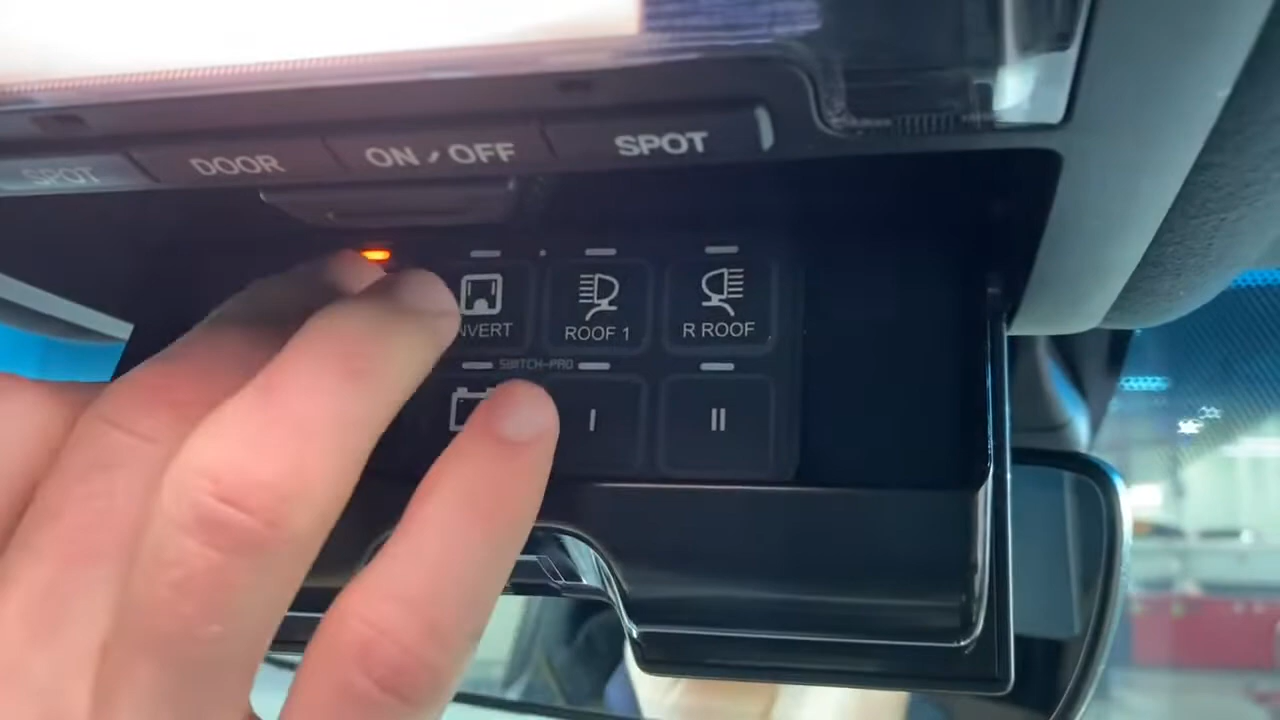 SPOT DOOR ON / OFF SPOT
NVERT ROOF 1 R ROOF
SWITCH-PRO
I II